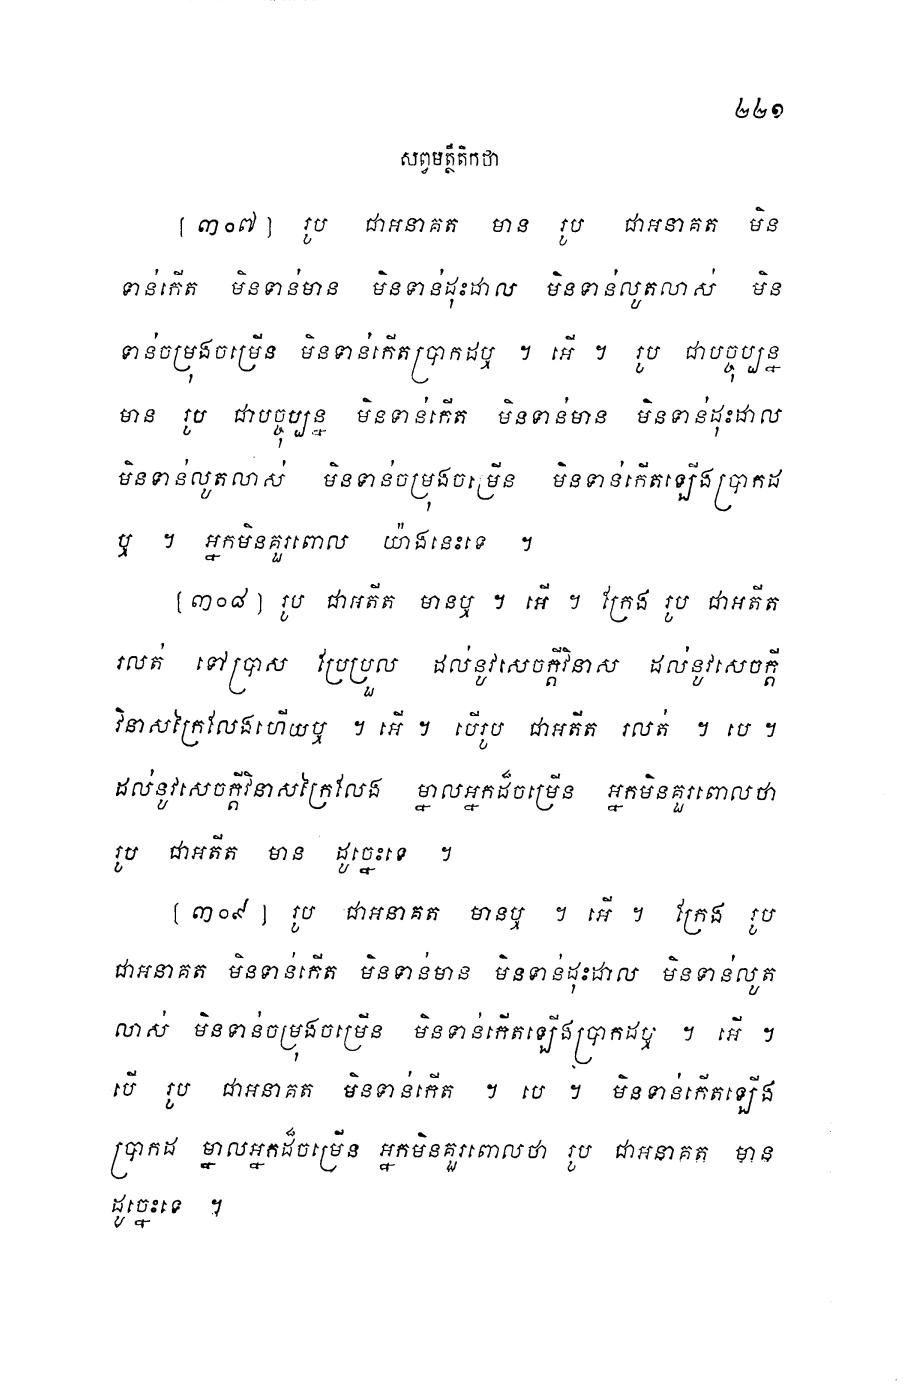 ២២១
សព្វមត្ថីតិកថា
[៣០៧] រូប ជាអនាគត មាន រូប ជាអនាគត មិន
ទាន់កើត មិនទាន់មាន មិនទាន់ដុះដាល មិនទាន់លូតលាស់ មិន
ទាន់ចម្រុងចម្រើន មិនទាន់កើតប្រាកដឬ ។ អើ ។ រូប ជាបច្ចុប្បន្ន
មាន រូប ជាបច្ចុប្បន្ន មិនទាន់កើត មិនទាន់មាន មិនទាន់ដុះដាល
មិនទាន់លូតលាស់ មិនទាន់ចម្រុងចម្រើន មិនទាន់កើតឡើងប្រាកដ
ឬ ។ អ្នកមិនគួរពោល យ៉ាងនេះទេ ។
[៣០៨] រូប ជាអតីត មានឬ ។ អើ ។ ក្រែង រូប ជាអតីត
រលត់ ទៅប្រាស ប្រែប្រួល ដល់នូវសេចក្តីវិនាស ដល់នូវសេចក្តី
វិនាសក្រៃលែងហើយឬ ។ អើ ។ បើរូប ជាអតីត រលត់ ។ បេ ។
ដល់នូវសេចក្តីវិនាសក្រៃលែង ម្នាលអ្នកដ៏ចម្រើន អ្នកមិនគួរពោលថា
រូប ជាអតីត មាន ដូច្នេះទេ ។
[៣០៩] រូប ជាអនាគត មានឬ ។ អើ ។ ក្រែង រូប
ជាអនាគត មិនទាន់កើត មិនទាន់មាន មិនទាន់ដុះដាល មិនទាន់លូត
លាស់ មិនទាន់ចម្រុងចម្រើន មិនទាន់កើតឡើងប្រាកដឬ ។ អើ ។
បើ រូប ជាអនាគត មិនទាន់កើត ។ បេ ។ មិនទាន់កើតឡើង
ប្រាកដ ម្នាលអ្នកដ៏ចម្រើន អ្នកមិនគួរពោលថា រូប ជាអនាគត មាន
ដូច្នេះទេ ។